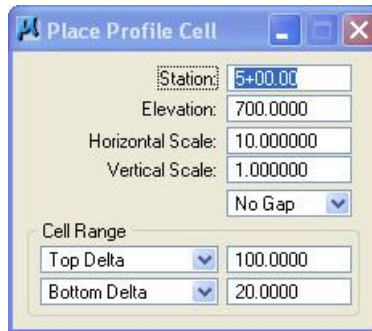 Place Profile Cell
Station: 5+00.00
Elevation: 700.0000
Horizontal Scale: 10.000000
Vertical Scale: 1.000000
No Gap
Cell Range
Top Delta 100.0000
Bottom Delta 20.0000